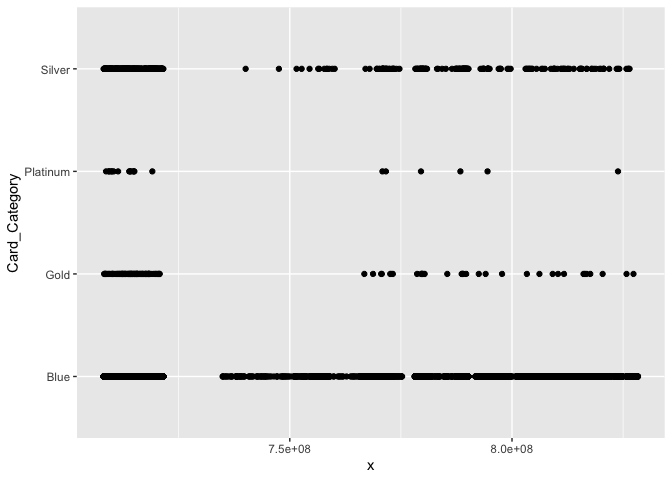 Card_Category
Silver
Platinum
Gold
Blue
7.5e+08 8.0e+08
x